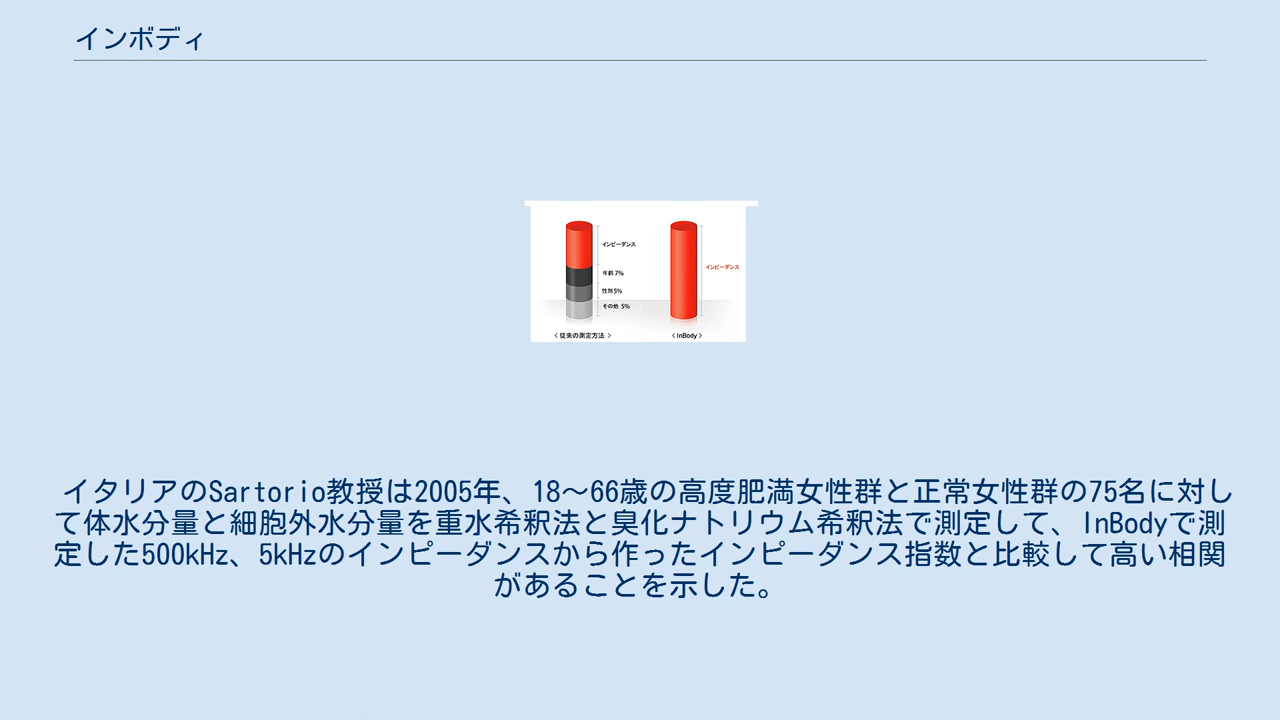 インボディ
インピーダンス
年齢 7%
性別 5%
その他 5%
インピーダンス
< 従来の測定方法 >
< InBody >
イタリアのSartorio教授は2005年、18～66歳の高度肥満女性群と正常女性群の75名に対し
て体水分量と細胞外水分量を重水希釈法と臭化ナトリウム希釈法で測定して、InBodyで測
定した500kHz、5kHzのインピーダンスから作ったインピーダンス指数と比較して高い相関
があることを示した。